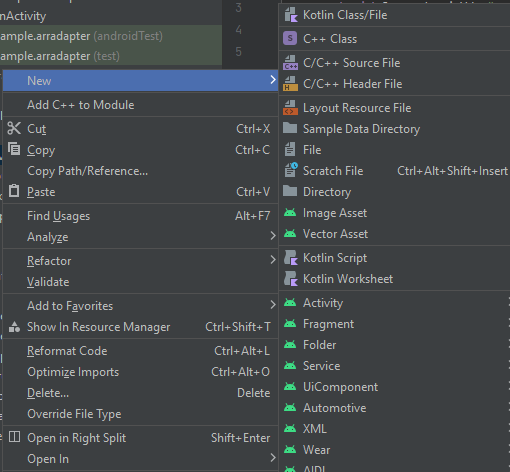 nActivity
ample.arradapter (androidTest)
ample.arradapter (test)
3
4
5
New
Add C++ to Module
Cut Ctrl+X
Copy Ctrl+C
Copy Path/Reference...
Paste Ctrl+V
Find Usages Alt+F7
Analyze
Refactor
Validate
Add to Favorites
Show In Resource Manager Ctrl+Shift+T
Reformat Code Ctrl+Alt+L
Optimize Imports Ctrl+Alt+O
Delete... Delete
Override File Type
Open in Right Split Shift+Enter
Open In
Kotlin Class/File
S C++ Class
C/C++ Source File
C/C++ Header File
Layout Resource File
Sample Data Directory
File
Scratch File Ctrl+Alt+Shift+Insert
Directory
Image Asset
Vector Asset
Kotlin Script
Kotlin Worksheet
Activity
Fragment
Folder
Service
UiComponent
Automotive
XML
Wear
AIDL